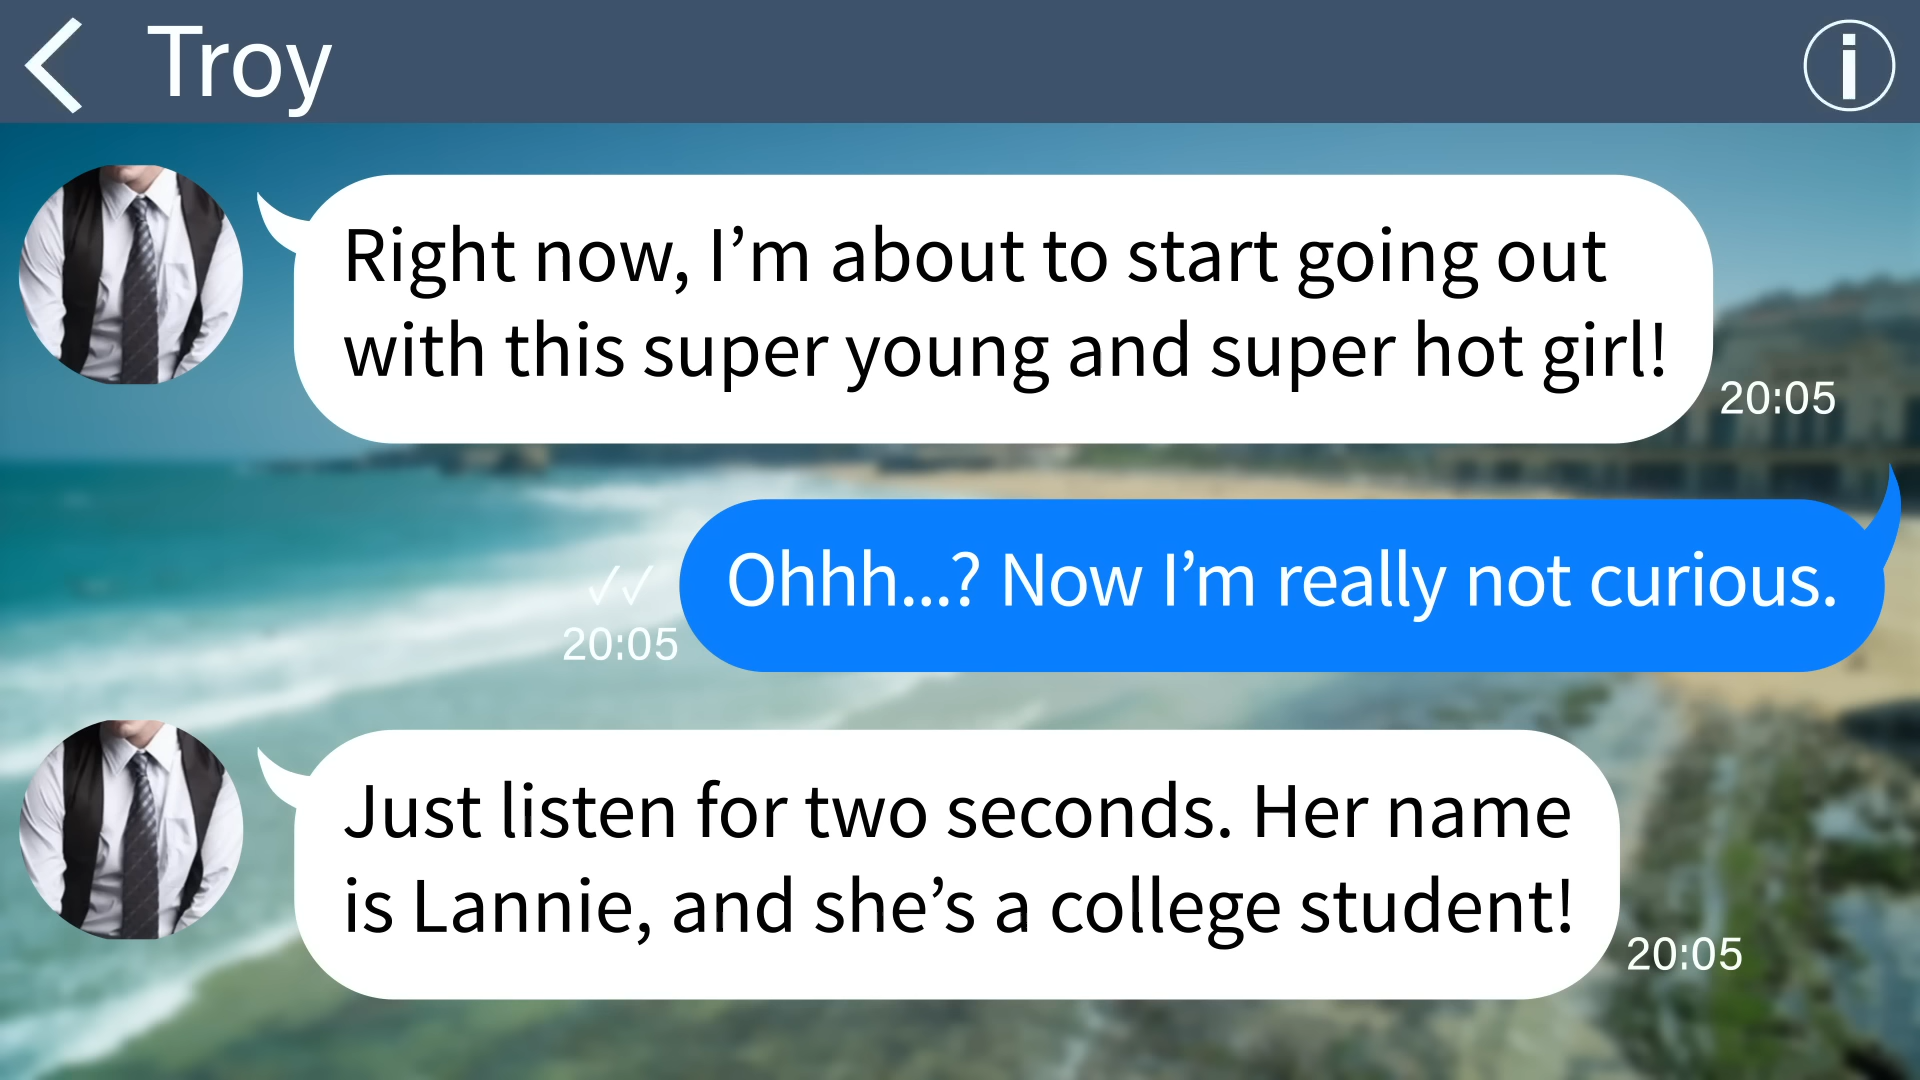 Troy
Right now, I’m about to start going out
with this super young and super hot girl!
20:05
Ohhh...? Now I’m really not curious.
20:05
Just listen for two seconds. Her name
is Lannie, and she’s a college student!
20:05